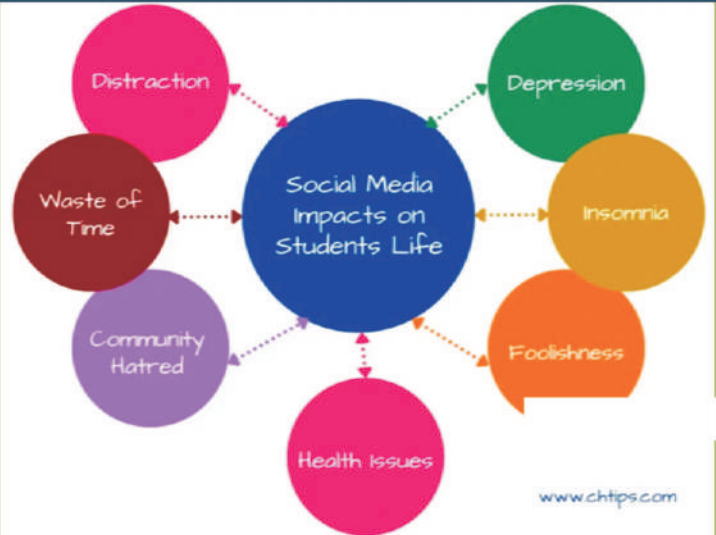 Distraction
Depression
Social Media
Impacts on
Students Life
Waste of
Time
Insomnia
Community
Hatred
Foolishness
Health Issues
www.chtips.com